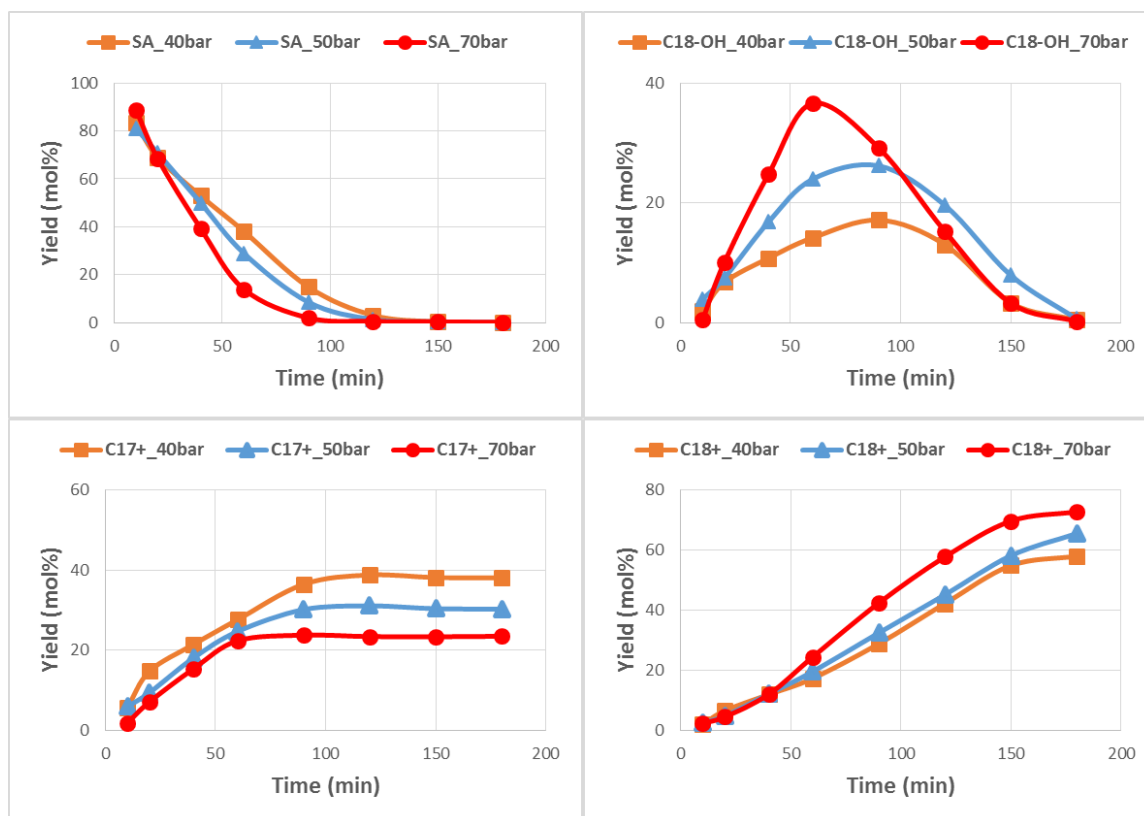 SA_40bar SA_50bar SA_70bar
100
80
60
40
20
0
Yield (mol%)
0 50 100 150 200
Time (min)
C18-OH_40bar C18-OH_50bar C18-OH_70bar
40
20
0
Yield (mol%)
0 50 100 150 200
Time (min)
C17+_40bar C17+_50bar C17+_70bar
60
40
20
0
Yield (mol%)
0 50 100 150 200
Time (min)
C18+_40bar C18+_50bar C18+_70bar
80
60
40
20
0
Yield (mol%)
0 50 100 150 200
Time (min)